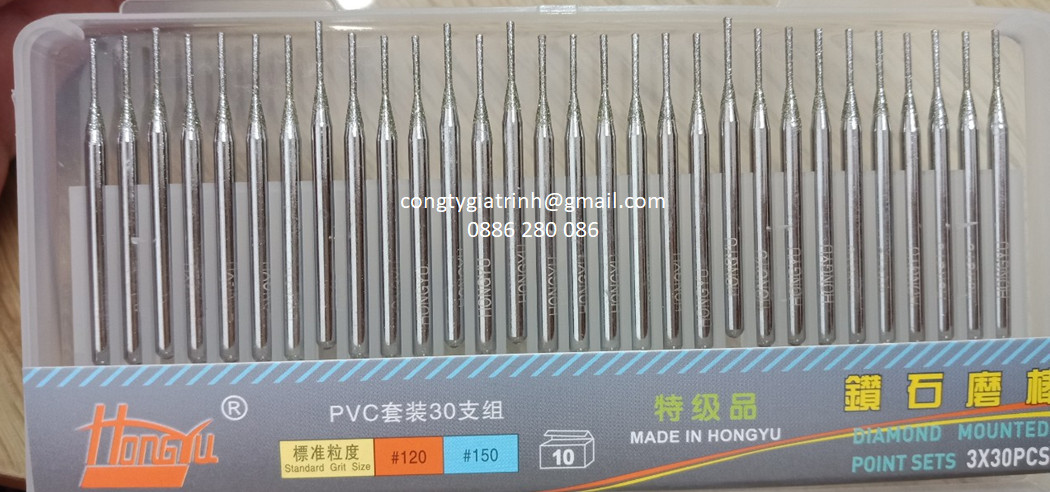 congtygiatrinh@gmail.com
0886 280 086
HONGYU
HongYu ®
PVC套装30支组
標準粒度
Standard Grit Size
#120
#150
10
特级品
MADE IN HONGYU
鑽石磨棒
DIAMOND MOUNTED
POINT SETS 3X30PCS